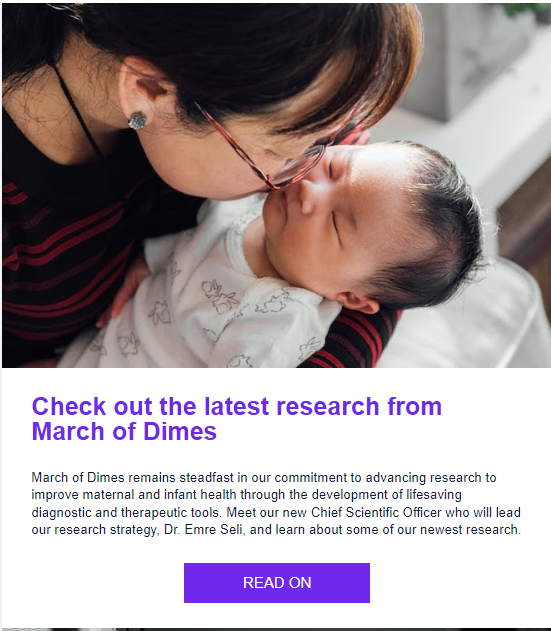 Check out the latest research from
March of Dimes
March of Dimes remains steadfast in our commitment to advancing research to
improve maternal and infant health through the development of lifesaving
diagnostic and therapeutic tools. Meet our new Chief Scientific Officer who will lead
our research strategy, Dr. Emre Seli, and learn about some of our newest research.
READ ON